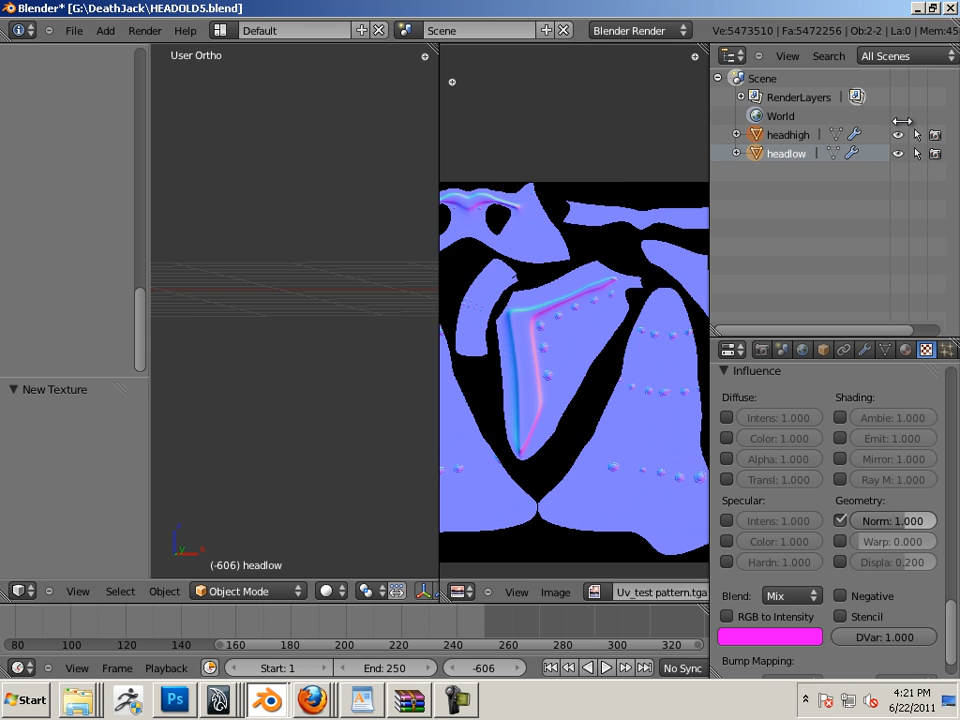 Blender* [G:\DeathJack\HEADOLD5.blend]
File Add Render Help Default Scene Blender Render Ve:5473510 | Fa:5472256 | Ob:2-2 | La:0 | Mem:45
User Ortho
View Search All Scenes
Scene
RenderLayers
World
headhigh
headlow
New Texture
Influence
Diffuse: Shading:
Intens: 1.000 Ambie: 1.000
Color: 1.000 Emit: 1.000
Alpha: 1.000 Mirror: 1.000
Transl: 1.000 Ray M: 1.000
Specular: Geometry:
Intens: 1.000 Norm: 1.000
Color: 1.000 Warp: 0.000
Hardn: 1.000 Displa: 0.200
Blend: Mix Negative
RGB to Intensity Stencil
DVar: 1.000
Bump Mapping:
z
y x
(-606) headlow
View Select Object Object Mode
View Image Uv_test pattern.tga
80 100 120 140 160 180 200 220 240 260 280 300 320
View Frame Playback Start: 1 End: 250 -606 No Sync
Start Ps 4:21 PM
6/22/2011